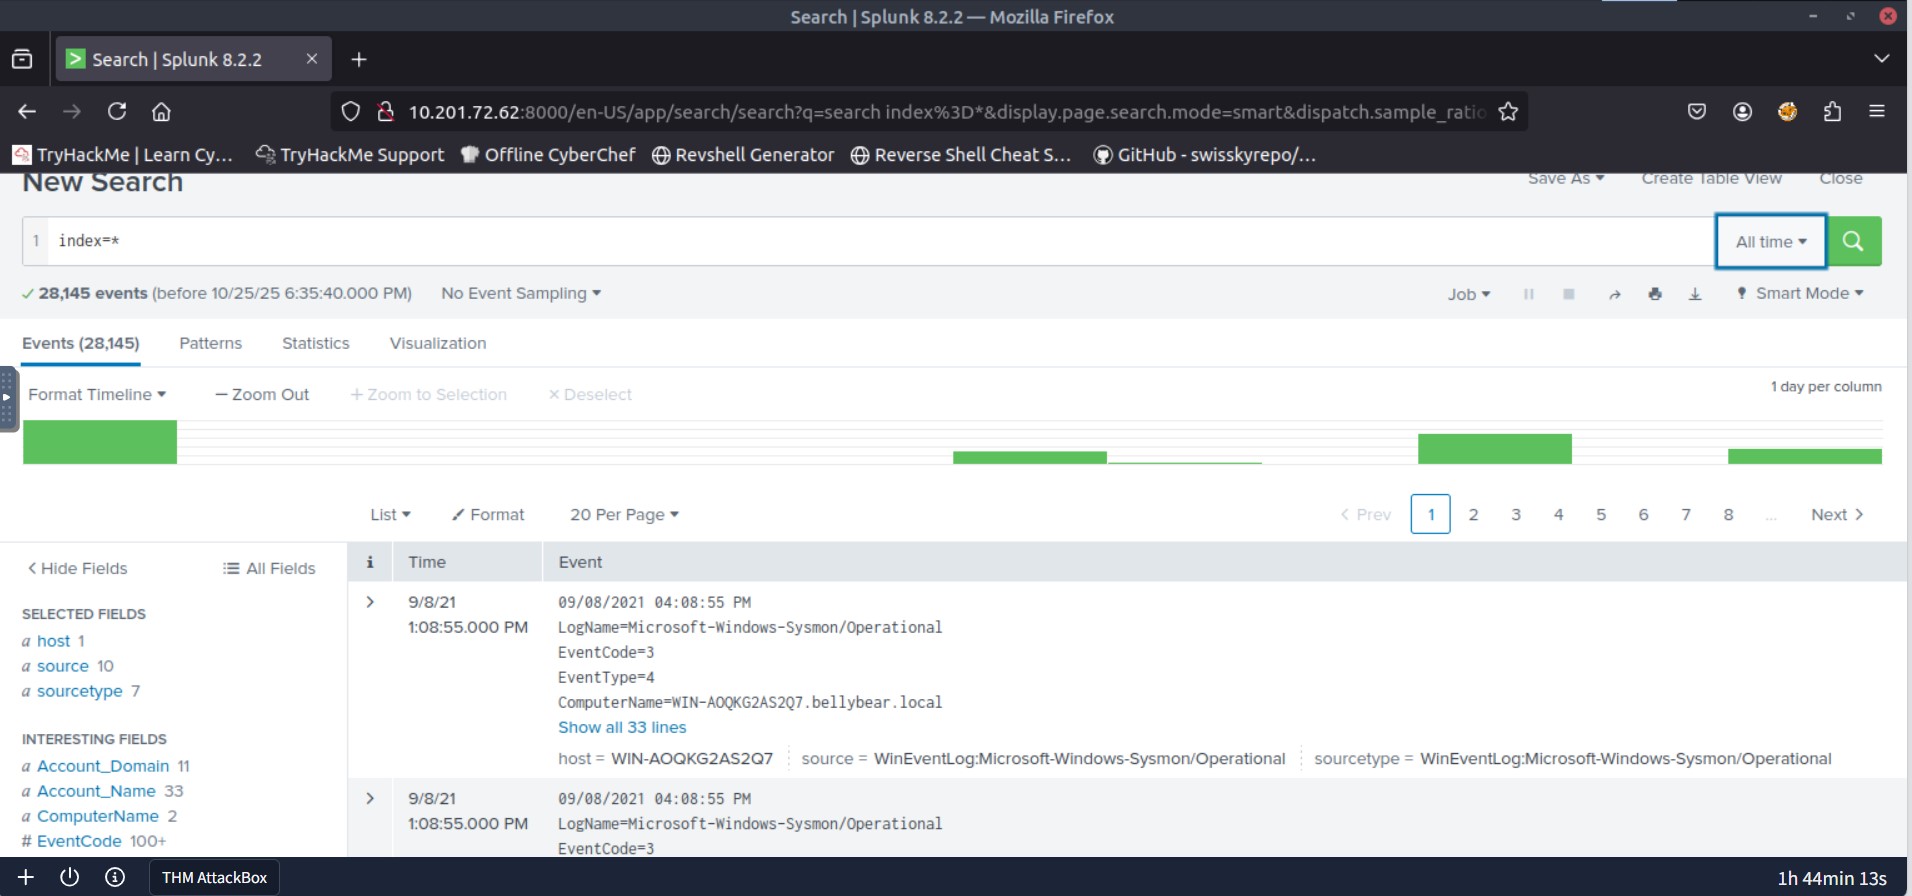 Search | Splunk 8.2.2 — Mozilla Firefox
Search | Splunk 8.2.2
10.201.72.62:8000/en-US/app/search/search?q=search index%3D*&display.page.search.mode=smart&dispatch.sample_ratio
TryHackMe | Learn Cy... TryHackMe Support Offline CyberChef Revshell Generator Reverse Shell Cheat S... GitHub - swisskyrepo/...
New Search Save As Create Table View Close
1 index=* All time
28,145 events (before 10/25/25 6:35:40.000 PM) No Event Sampling Job Smart Mode
Events (28,145) Patterns Statistics Visualization
Format Timeline — Zoom Out + Zoom to Selection × Deselect 1 day per column
List Format 20 Per Page < Prev 1 2 3 4 5 6 7 8 ... Next >
< Hide Fields All Fields i Time Event
SELECTED FIELDS
a host 1
a source 10
a sourcetype 7
INTERESTING FIELDS
a Account_Domain 11
a Account_Name 33
a ComputerName 2
# EventCode 100+
> 9/8/21 09/08/2021 04:08:55 PM
1:08:55.000 PM LogName=Microsoft-Windows-Sysmon/Operational
EventCode=3
EventType=4
ComputerName=WIN-AOQKG2AS2Q7.bellybear.local
Show all 33 lines
host = WIN-AOQKG2AS2Q7 source = WinEventLog:Microsoft-Windows-Sysmon/Operational sourcetype = WinEventLog:Microsoft-Windows-Sysmon/Operational
> 9/8/21 09/08/2021 04:08:55 PM
1:08:55.000 PM LogName=Microsoft-Windows-Sysmon/Operational
EventCode=3
THM AttackBox 1h 44min 13s